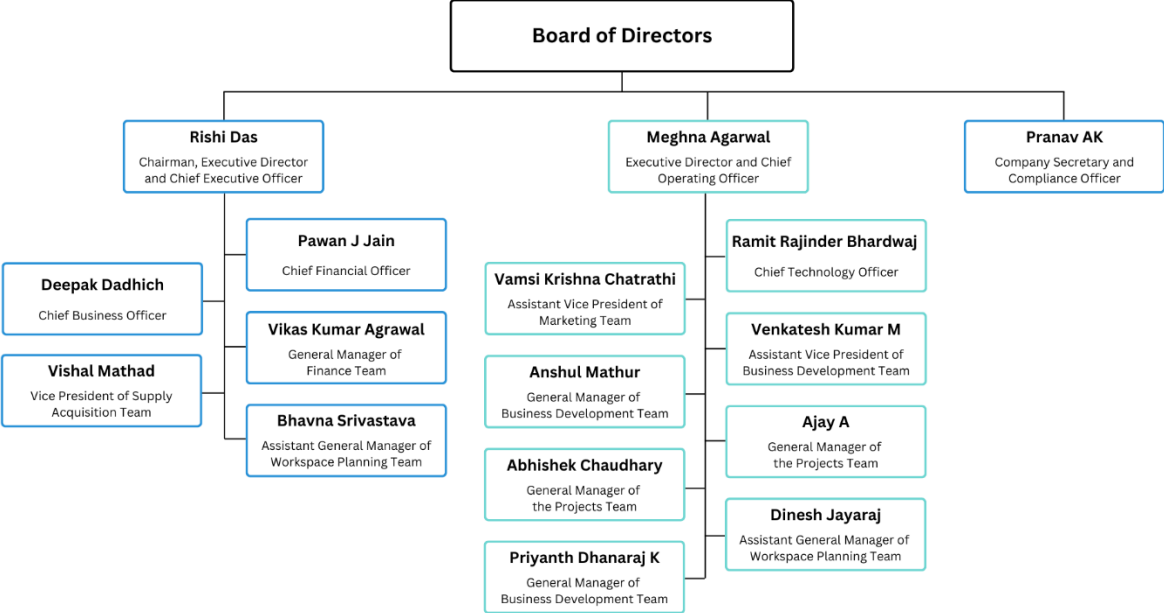 Board of Directors
Rishi Das
Chairman, Executive Director
and Chief Executive Officer
Meghna Agarwal
Executive Director and Chief
Operating Officer
Pranav AK
Company Secretary and
Compliance Officer
Pawan J Jain
Chief Financial Officer
Deepak Dadhich
Chief Business Officer
Vikas Kumar Agrawal
General Manager of
Finance Team
Vishal Mathad
Vice President of Supply
Acquisition Team
Bhavna Srivastava
Assistant General Manager of
Workspace Planning Team
Ramit Rajinder Bhardwaj
Chief Technology Officer
Vamsi Krishna Chatrathi
Assistant Vice President of
Marketing Team
Venkatesh Kumar M
Assistant Vice President of
Business Development Team
Anshul Mathur
General Manager of
Business Development Team
Ajay A
General Manager of
the Projects Team
Abhishek Chaudhary
General Manager of
the Projects Team
Dinesh Jayaraj
Assistant General Manager of
Workspace Planning Team
Priyanth Dhanaraj K
General Manager of
Business Development Team